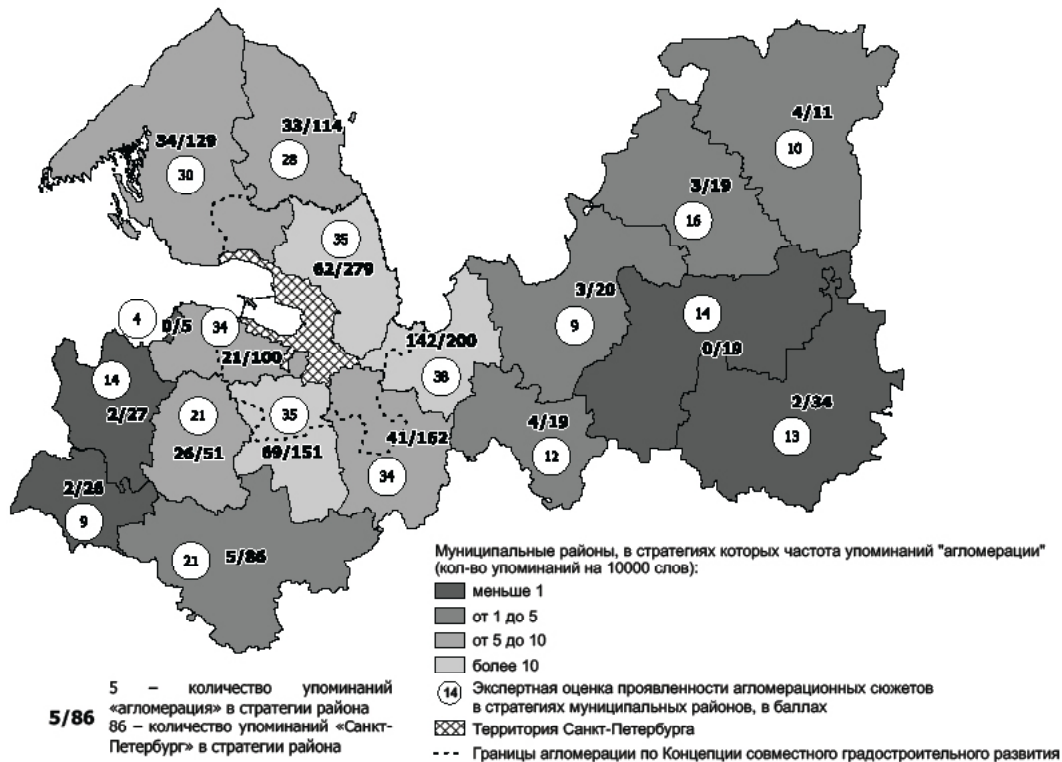 4/11
10
33/114
34/129
28
30
3/19
16
35
62/279
3/20
4
0/5
34
14
9
142/200
0/18
21/100
38
14
2/27
21
35
2/34
4/19
41/162
26/51
69/151
13
12
34
2/26
9
21
5/86
Муниципальные районы, в стратегиях которых частота упоминаний "агломерации"
(кол-во упоминаний на 10000 слов):
меньше 1
от 1 до 5
от 5 до 10
более 10
14 Экспертная оценка проявленности агломерационных сюжетов
в стратегиях муниципальных районов, в баллах
Территория Санкт-Петербурга
Границы агломерации по Концепции совместного градостроительного развития
5/86
5 – количество упоминаний
«агломерация» в стратегии района
86 – количество упоминаний «Санкт-
Петербург» в стратегии района